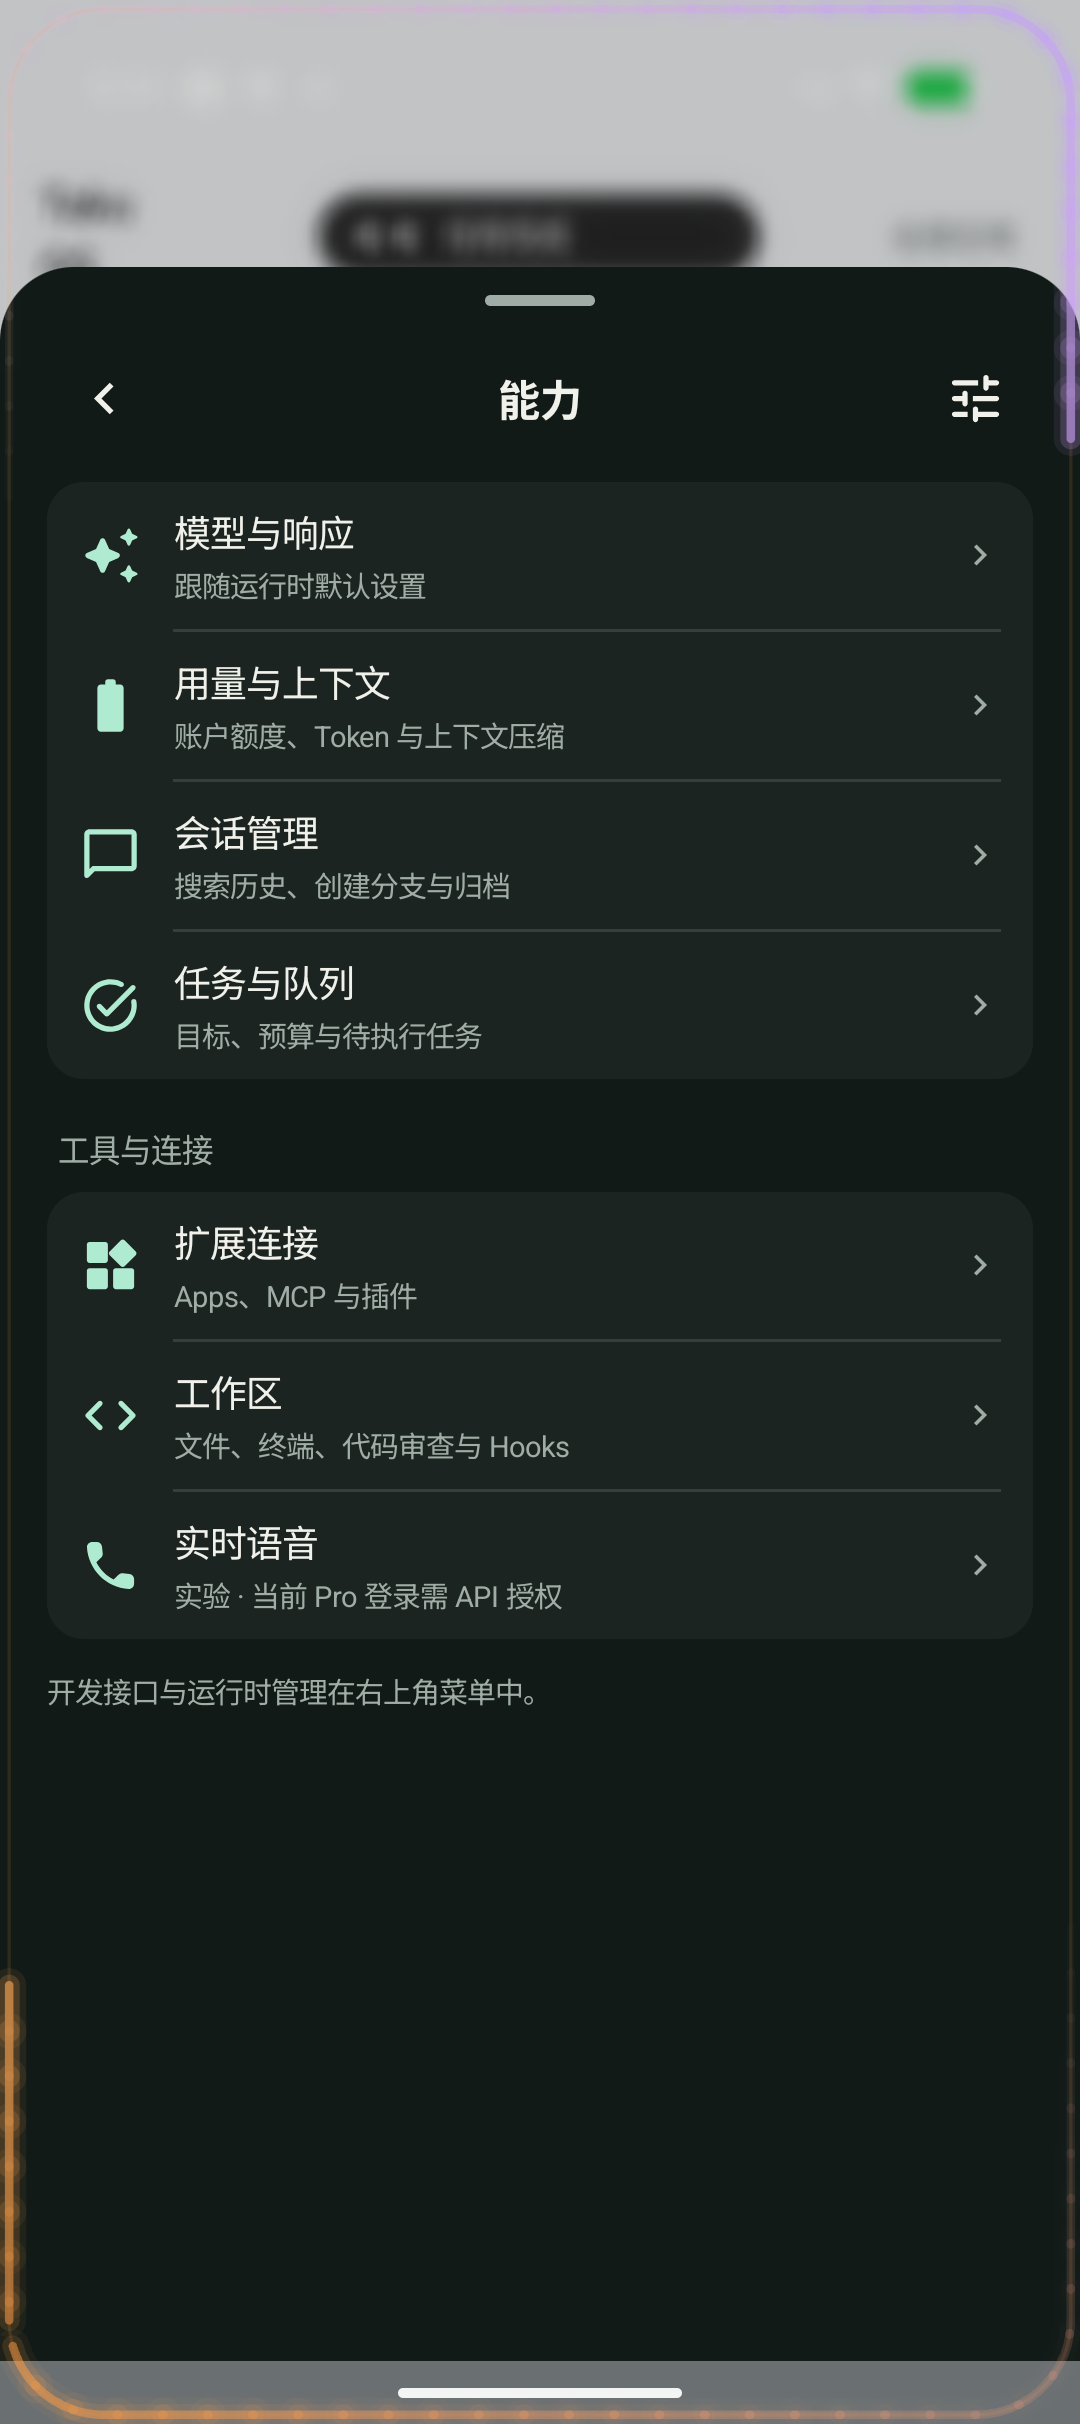 能力
模型与响应
跟随运行时默认设置
用量与上下文
账户额度、Token 与上下文压缩
会话管理
搜索历史、创建分支与归档
任务与队列
目标、预算与待执行任务
工具与连接
扩展连接
Apps、MCP 与插件
工作区
文件、终端、代码审查与 Hooks
实时语音
实验 · 当前 Pro 登录需 API 授权
开发接口与运行时管理在右上角菜单中。